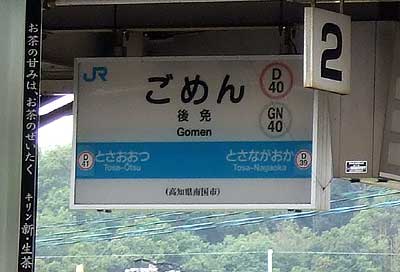 お茶の甘みは、お茶のぜいたく キリン 新・生茶
JR
ごめん
後免
Gomen
D
40
GN
40
2
D
41
とさおおつ
Tosa-Ōtsu
とさながおか
Tosa-Nagaoka
D
39
(高知県南国市)